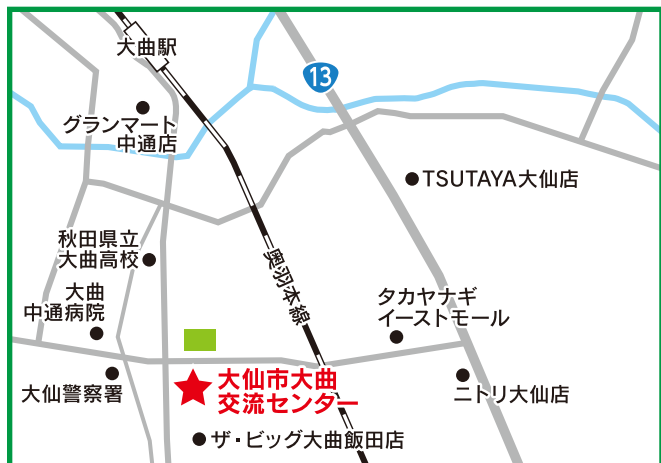 大曲駅
13
グランマート
中通店
TSUTAYA大仙店
秋田県立
大曲高校
奥羽本線
大曲
中通病院
タカヤナギ
イーストモール
大仙警察署
大仙市大曲
交流センター
ニトリ大仙店
ザ・ビッグ大曲飯田店